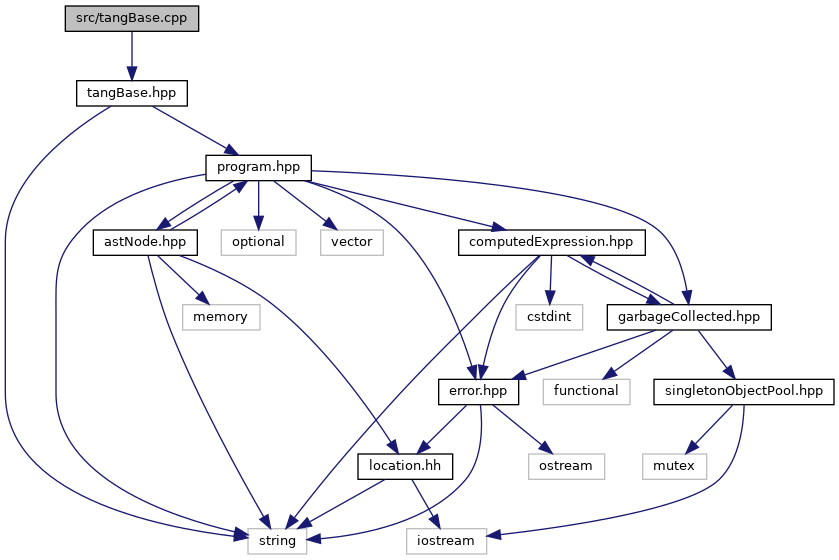 src/tangBase.cpp
tangBase.hpp
program.hpp
astNode.hpp
optional
vector
computedExpression.hpp
memory
cstdint
garbageCollected.hpp
error.hpp
functional
singletonObjectPool.hpp
location.hh
ostream
mutex
string
iostream